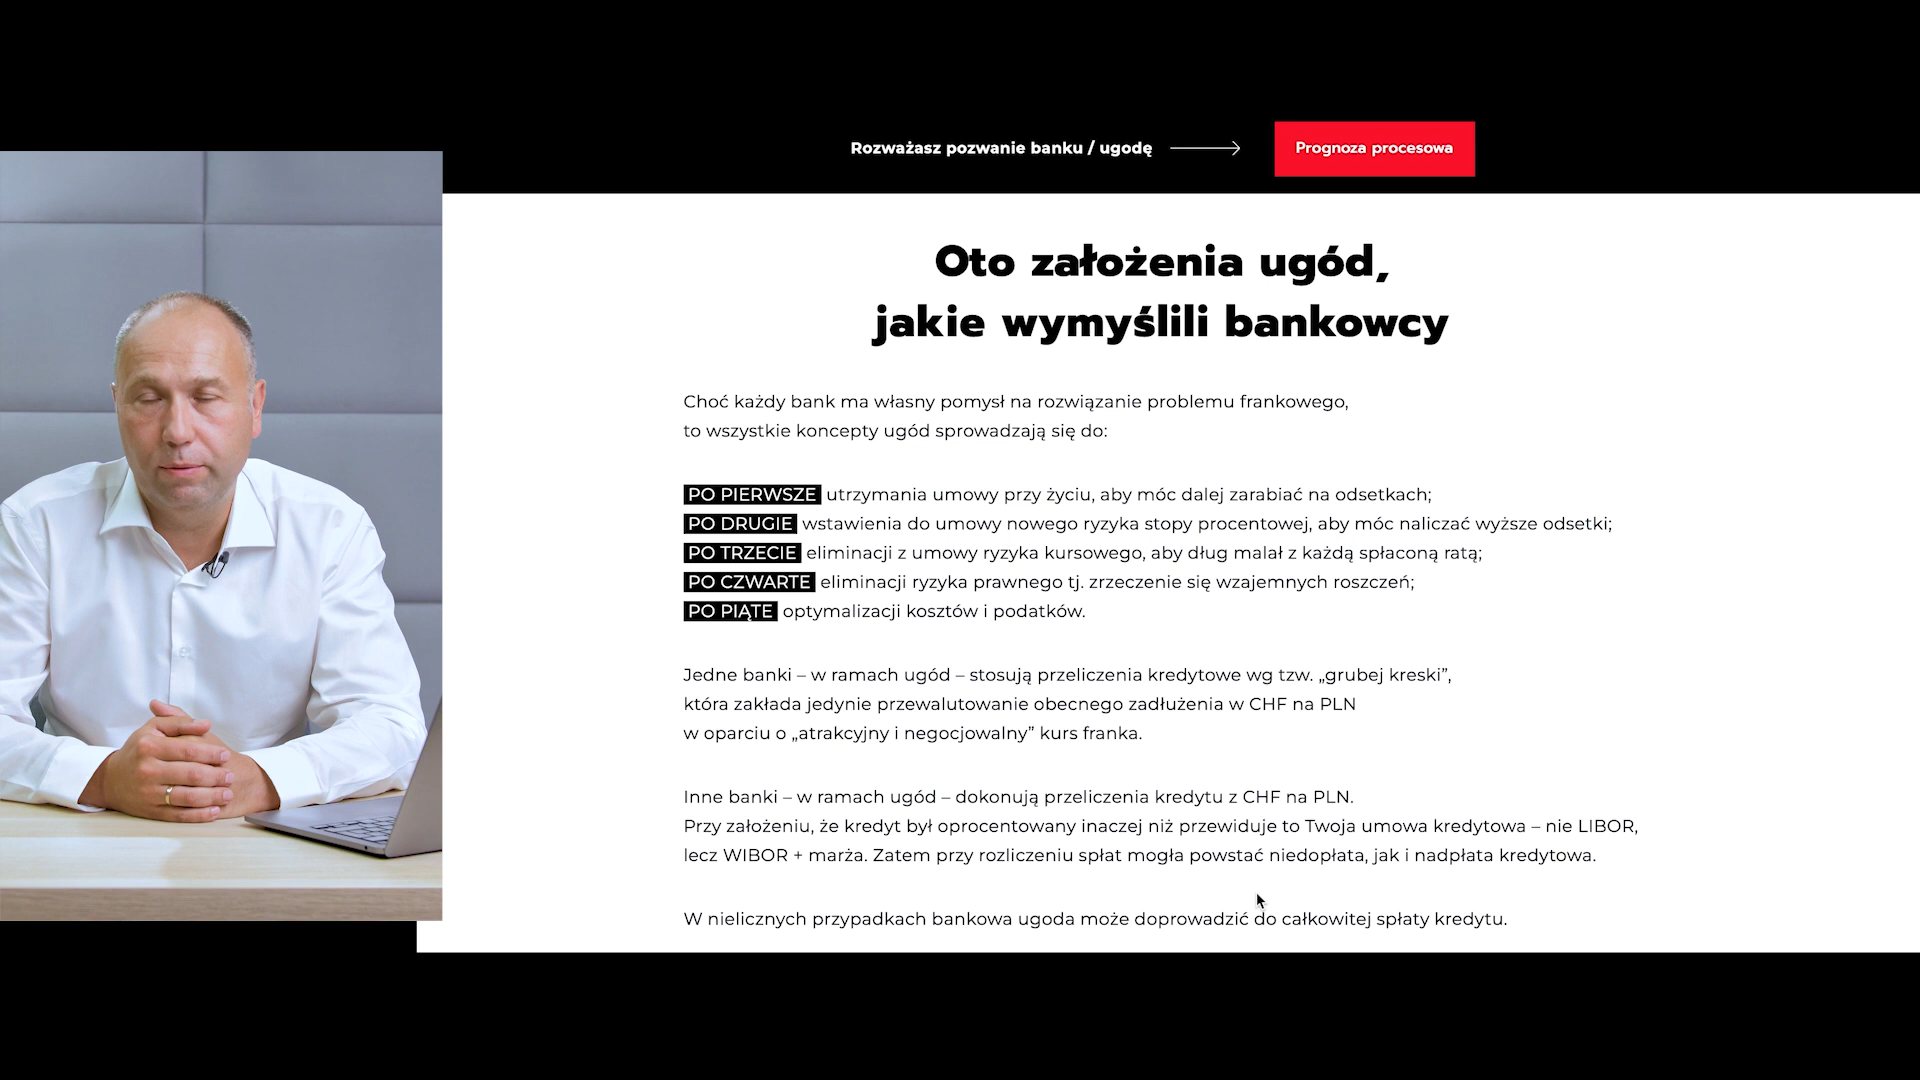 Rozważasz pozwanie banku / ugodę
Prognoza procesowa
Oto założenia ugód,
jakie wymyślili bankowcy
Choć każdy bank ma własny pomysł na rozwiązanie problemu frankowego,
to wszystkie koncepty ugód sprowadzają się do:
PO PIERWSZE utrzymania umowy przy życiu, aby móc dalej zarabiać na odsetkach;
PO DRUGIE wstawienia do umowy nowego ryzyka stopy procentowej, aby móc naliczać wyższe odsetki;
PO TRZECIE eliminacji z umowy ryzyka kursowego, aby dług malał z każdą spłaconą ratą;
PO CZWARTE eliminacji ryzyka prawnego tj. zrzeczenie się wzajemnych roszczeń;
PO PIĄTE optymalizacji kosztów i podatków.
Jedne banki – w ramach ugód – stosują przeliczenia kredytowe wg tzw. „grubej kreski”,
która zakłada jedynie przewalutowanie obecnego zadłużenia w CHF na PLN
w oparciu o „atrakcyjny i negocjowalny” kurs franka.
Inne banki – w ramach ugód – dokonują przeliczenia kredytu z CHF na PLN.
Przy założeniu, że kredyt był oprocentowany inaczej niż przewiduje to Twoja umowa kredytowa – nie LIBOR,
lecz WIBOR + marża. Zatem przy rozliczeniu spłat mogła powstać niedopłata, jak i nadpłata kredytowa.
W nielicznych przypadkach bankowa ugoda może doprowadzić do całkowitej spłaty kredytu.